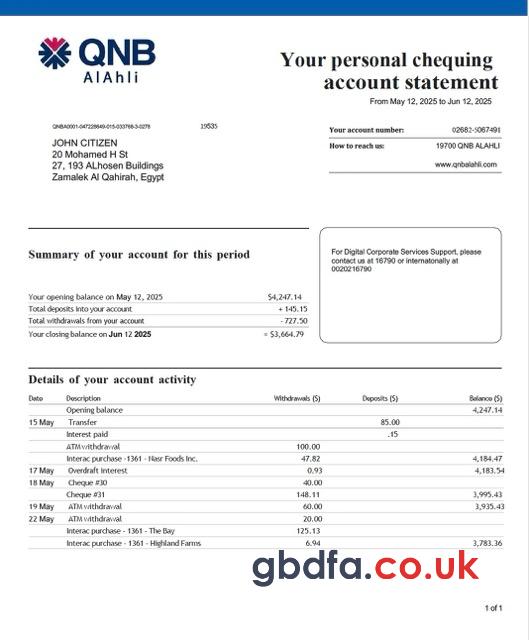 QNB
AlAhli
Your personal chequing
account statement
From May 12, 2025 to Jun 12, 2025
QNBA0001-047228649-015-033766-3-0276 19535
JOHN CITIZEN
20 Mohamed H St
27, 193 ALhosen Buildings
Zamalek Al Qahirah, Egypt
Your account number: 02682-5067491
How to reach us: 19700 QNB ALAHLI
www.qnbalahli.com
Summary of your account for this period
For Digital Corporate Services Support, please
contact us at 16790 or internatonally at
0020216790
Your opening balance on May 12, 2025 $4,247.14
Total deposits into your account + 145.15
Total withdrawals from your account - 727.50
Your closing balance on Jun 12 2025 = $3,664.79
Details of your account activity
Date Description Withdrawals ($) Deposits ($) Balance ($)
Opening balance 4,247.14
15 May Transfer 85.00
Interest paid .15
ATM withdrawal 100.00
Interac purchase -1361 - Nasr Foods Inc. 47.82 4,184.47
17 May Overdraft Interest 0.93 4,183.54
18 May Cheque #30 40.00
Cheque #31 148.11 3,995.43
19 May ATM withdrawal 60.00 3,935.43
22 May ATM withdrawal 20.00
Interac purchase - 1361 - The Bay 125.13
Interac purchase - 1361 - Highland Farms 6.94 3,783.36
gbdfa.co.uk
1 of 1